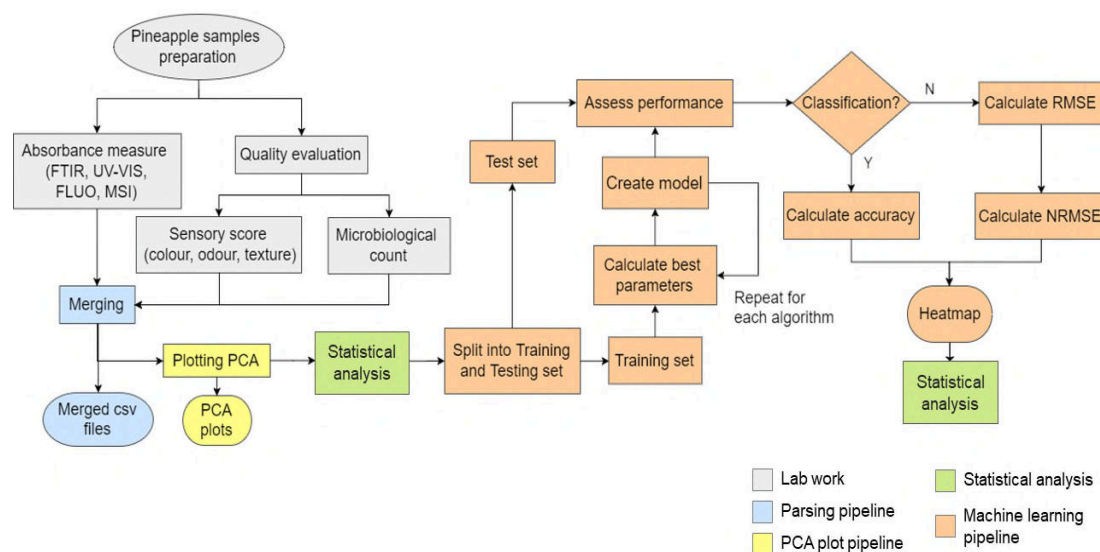 Pineapple samples
preparation
Absorbance measure
(FTIR, UV-VIS,
FLUO, MSI)
Quality evaluation
Sensory score
(colour, odour, texture)
Microbiological
count
Merging
Merged csv
files
Plotting PCA
PCA
plots
Statistical
analysis
Split into Training
and Testing set
Test set
Training set
Calculate best
parameters
Create model
Repeat for
each algorithm
Assess performance
Classification?
N
Y
Calculate RMSE
Calculate accuracy
Calculate NRMSE
Heatmap
Statistical
analysis
Lab work
Parsing pipeline
PCA plot pipeline
Statistical analysis
Machine learning
pipeline